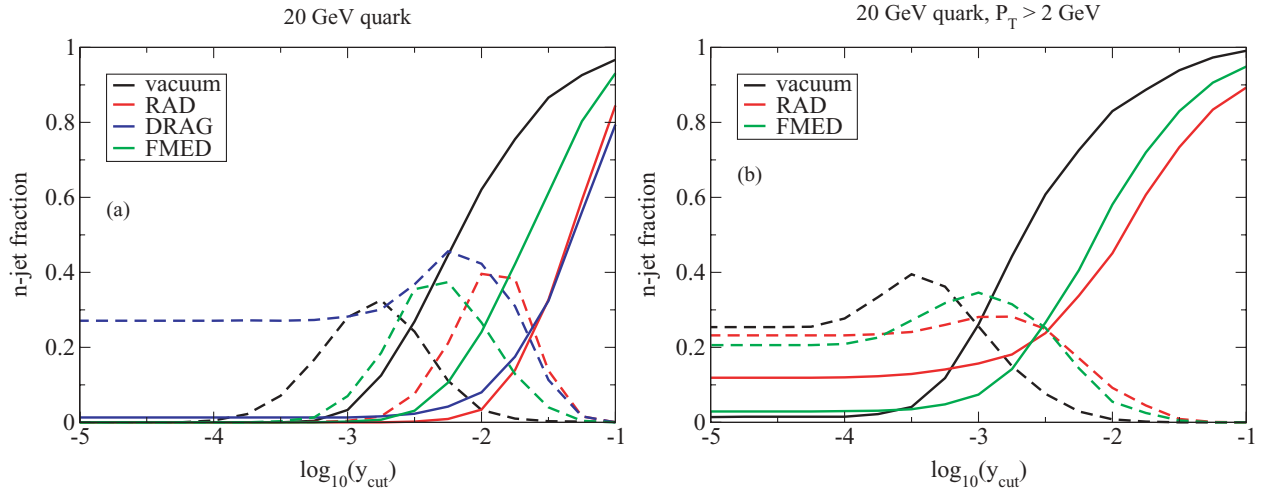 20 GeV quark
1
0.8
0.6
0.4
0.2
0
n-jet fraction
vacuum
RAD
DRAG
FMED
(a)
-5 -4 -3 -2 -1
log10(ycut)
20 GeV quark, PT > 2 GeV
1
0.8
0.6
0.4
0.2
0
n-jet fraction
vacuum
RAD
FMED
(b)
-5 -4 -3 -2 -1
log10(ycut)